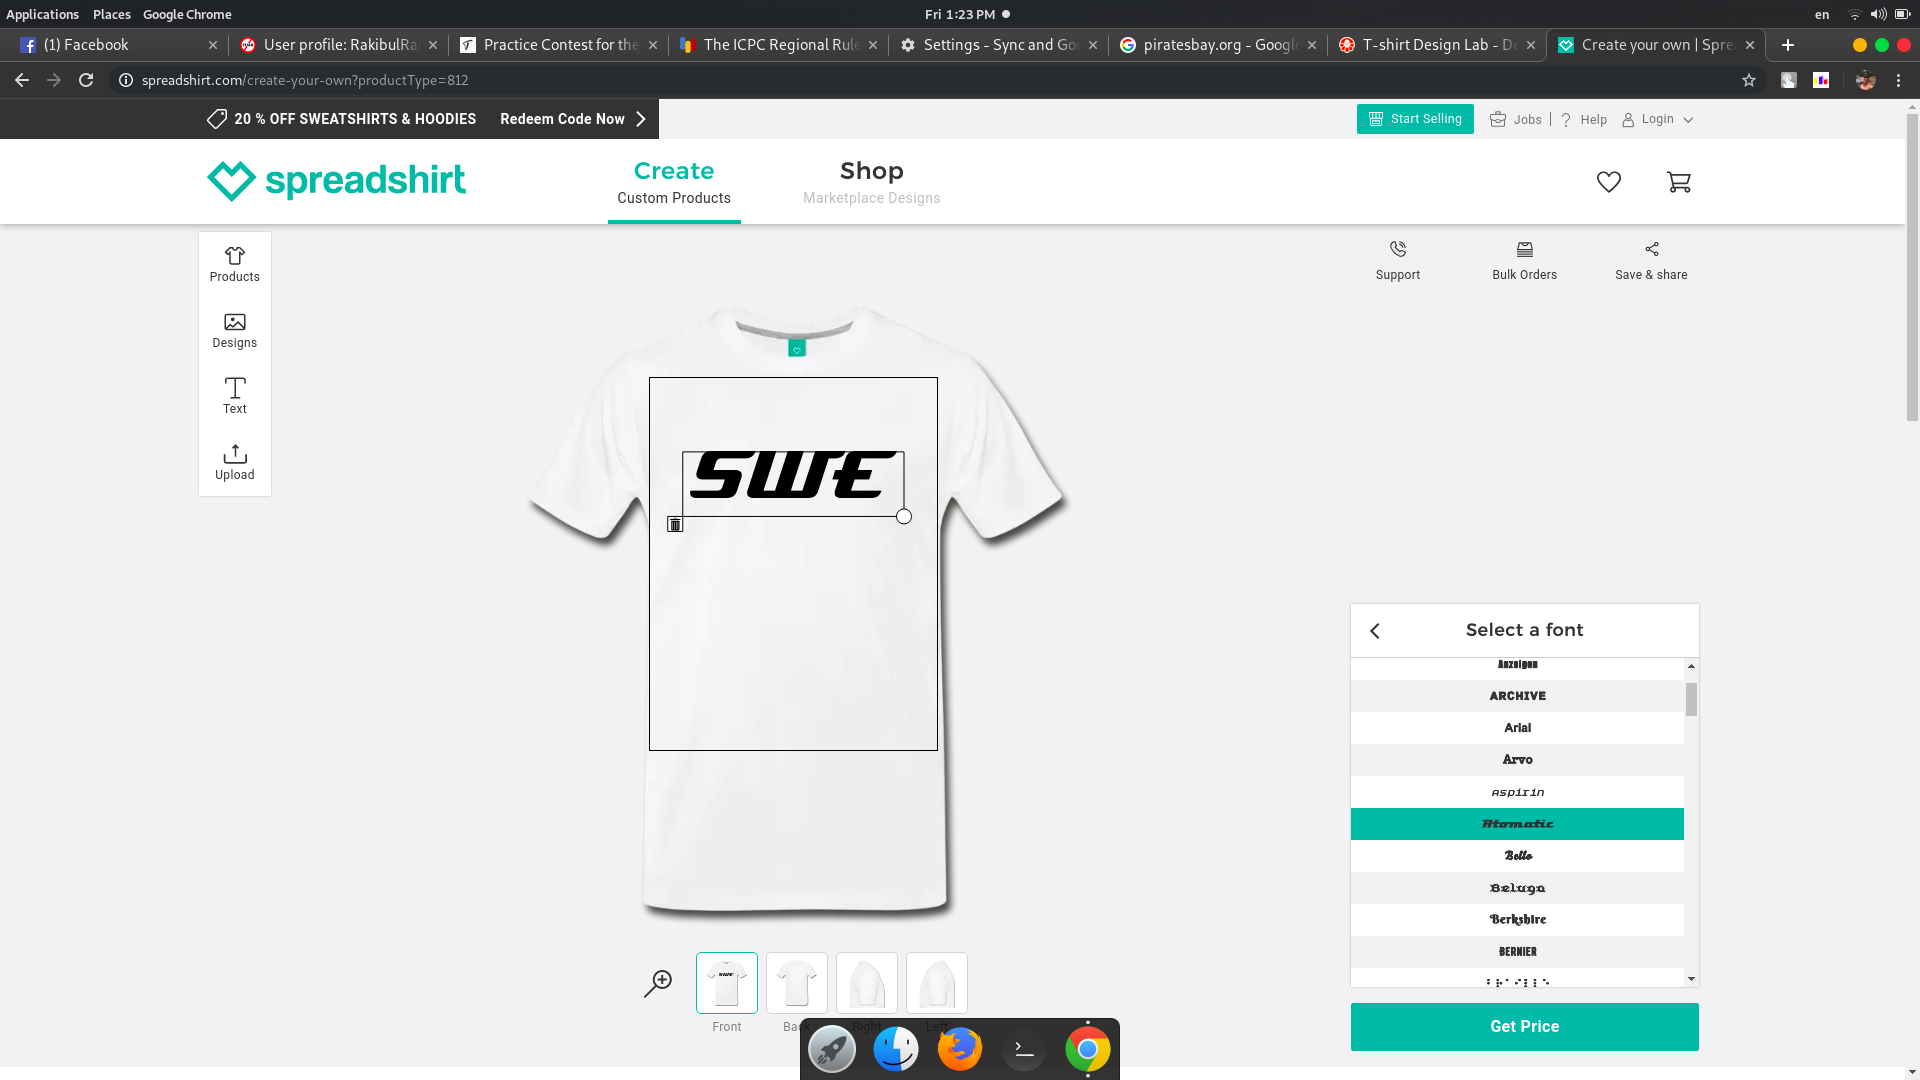 Applications Places Google Chrome Fri 1:23 PM en
(1) Facebook User profile: RakibulRa Practice Contest for the The ICPC Regional Rule Settings - Sync and Go piratesbay.org - Googl T-shirt Design Lab - De Create your own | Spre
spreadshirt.com/create-your-own?productType=812
20 % OFF SWEATSHIRTS & HOODIES Redeem Code Now Start Selling Jobs | Help Login
spreadshirt Create Shop
Custom Products Marketplace Designs
Products
Designs
Text
Upload
Support Bulk Orders Save & share
SWE
Select a font
Anzeigen
ARCHIVE
Arial
Arvo
Aspirin
Atomatic
Bello
Beluga
Berkshire
BERNIER
Get Price
SWE
Front Back Right Left